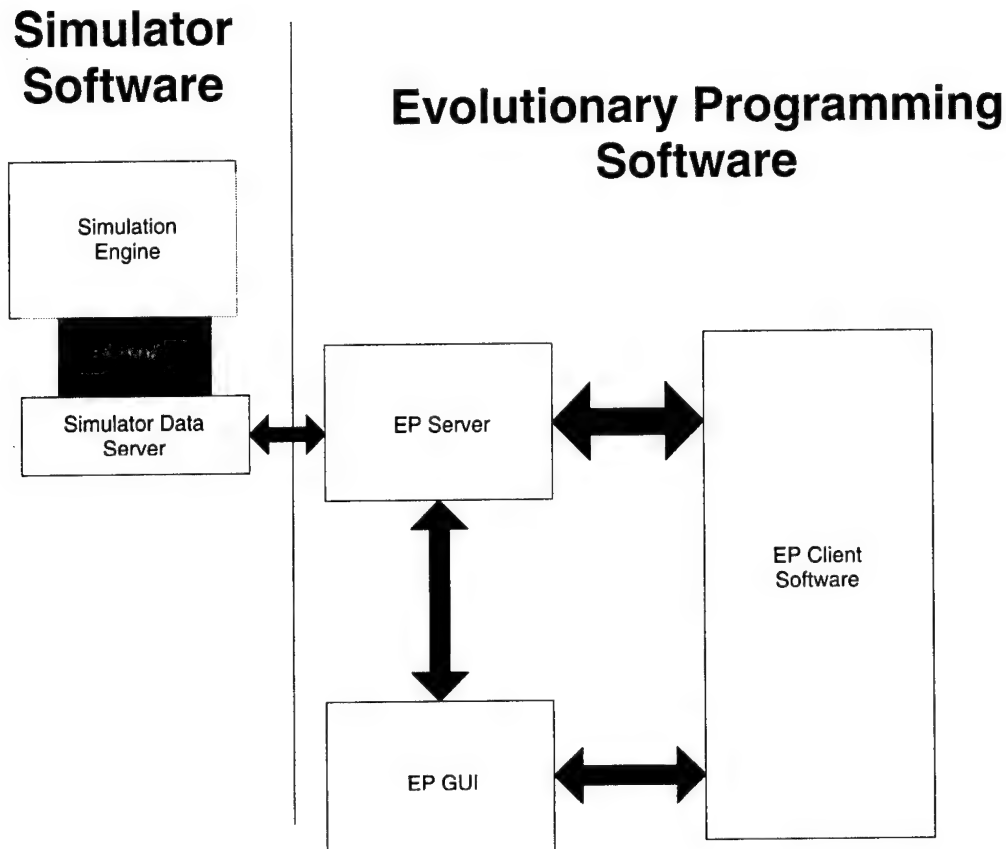 Simulator
Software
Evolutionary Programming
Software
Simulation
Engine
Simulator Data
Server
EP Server
EP Client
Software
EP GUI